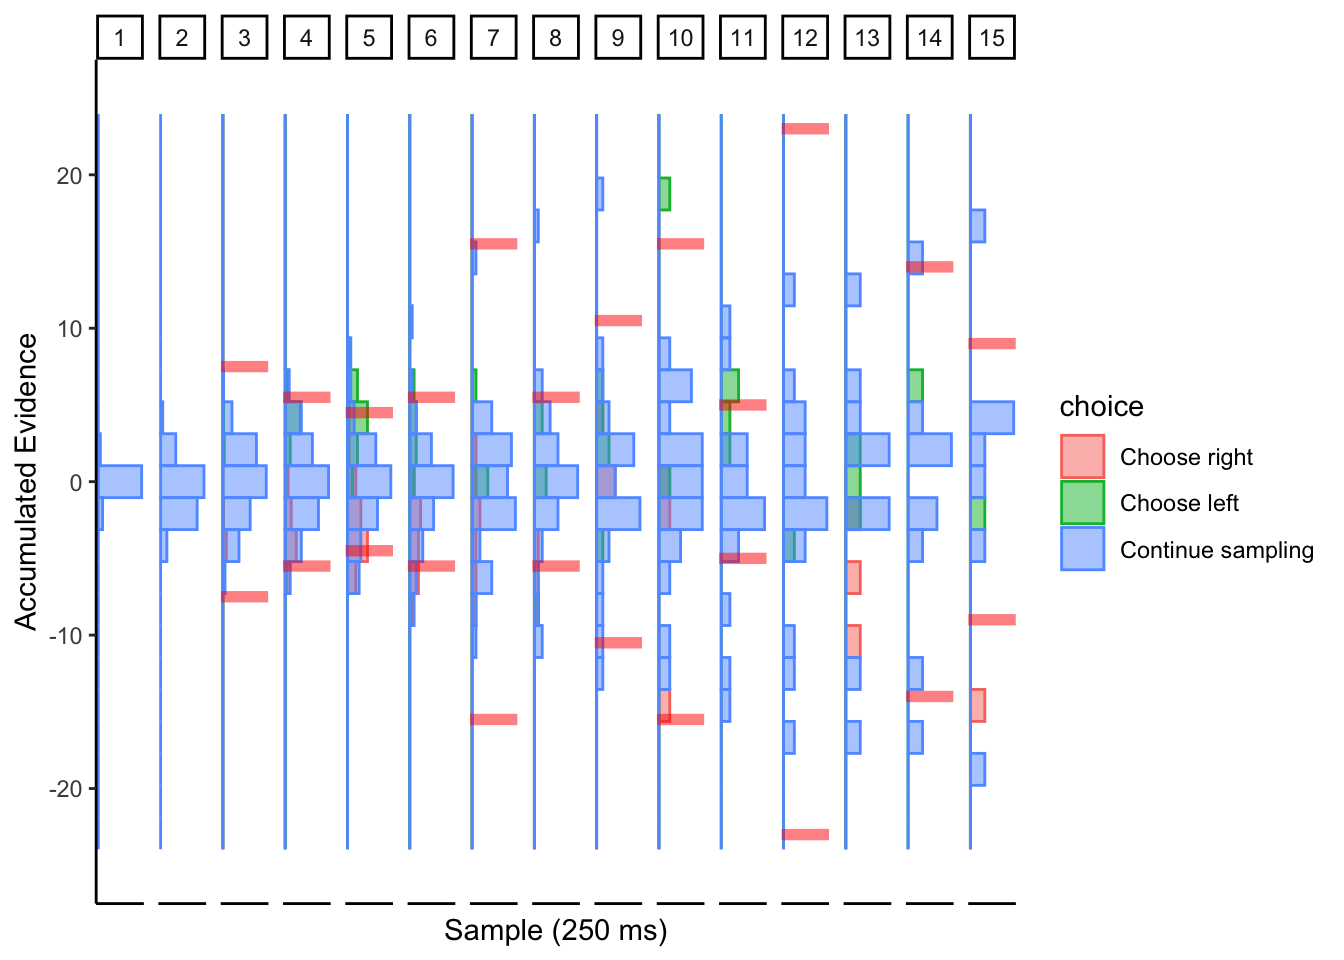 1 2 3 4 5 6 7 8 9 10 11 12 13 14 15
20
10
0
-10
-20
Accumulated Evidence
Sample (250 ms)
choice
Choose right
Choose left
Continue sampling